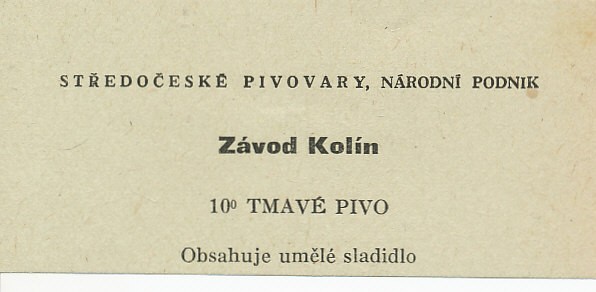 STŘEDOČESKÉ PIVOVARY, NÁRODNÍ PODNIK
Závod Kolín
10⁰ TMAVÉ PIVO
Obsahuje umělé sladidlo